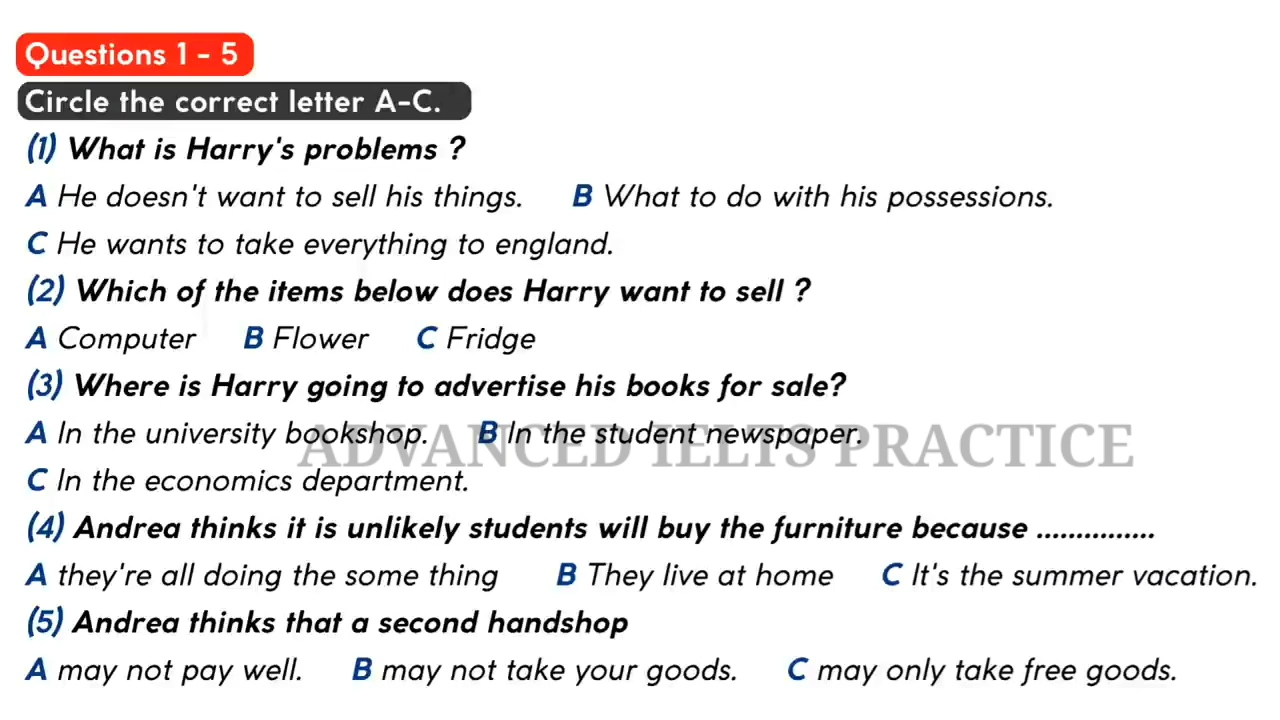 Questions 1 - 5
Circle the correct letter A-C.
(1) What is Harry's problems ?
A He doesn't want to sell his things. B What to do with his possessions.
C He wants to take everything to england.
(2) Which of the items below does Harry want to sell ?
A Computer B Flower C Fridge
(3) Where is Harry going to advertise his books for sale?
A In the university bookshop. B In the student newspaper.
ADVANCED IELTS PRACTICE
C In the economics department.
(4) Andrea thinks it is unlikely students will buy the furniture because ...............
A they're all doing the some thing B They live at home C It's the summer vacation.
(5) Andrea thinks that a second handshop
A may not pay well. B may not take your goods. C may only take free goods.